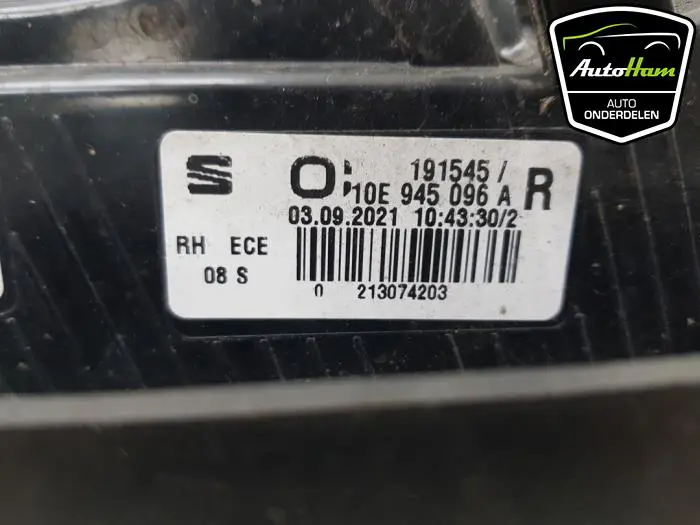 AutoHam
AUTO
ONDERDELEN
191545 /
10E 945 096 A R
03.09.2021 10:43:30/2
RH ECE
08 S
0 213074203